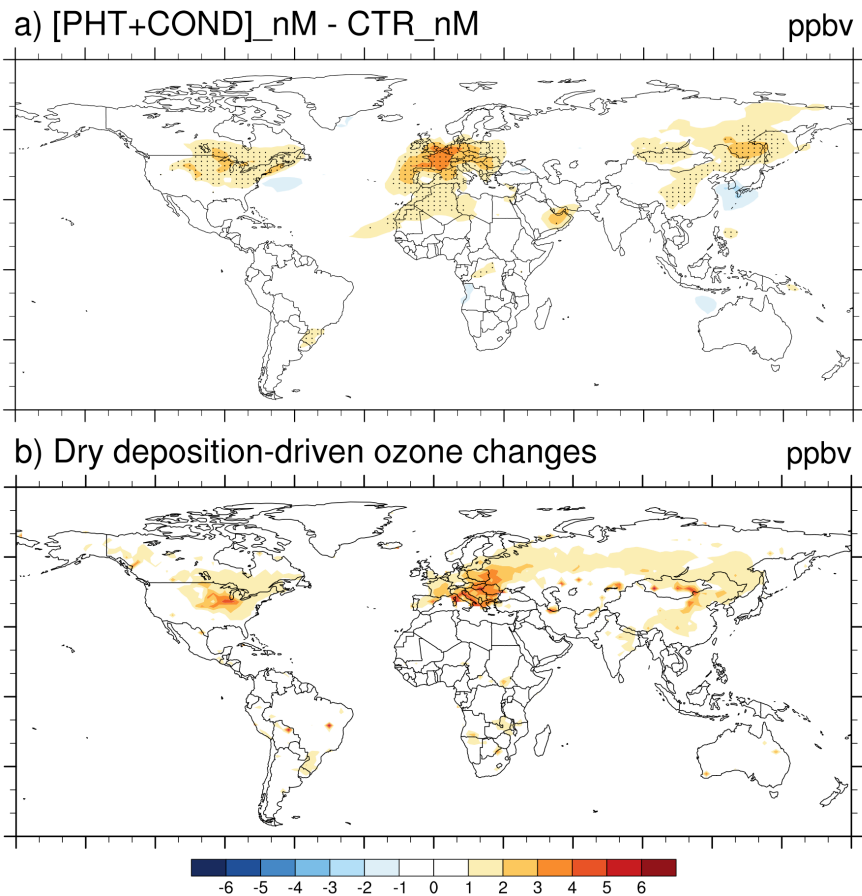 a) [PHT+COND]_nM - CTR_nM ppbv
b) Dry deposition-driven ozone changes ppbv
-6 -5 -4 -3 -2 -1 0 1 2 3 4 5 6